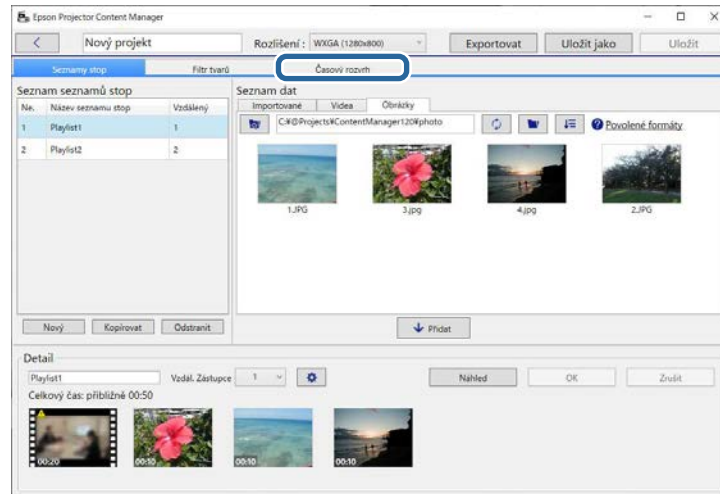 Epson Projector Content Manager
Nový projekt
Rozlišení : WXGA (1280x800)
Exportovat
Uložit jako
Uložit
Seznamy stop
Filtr tvarů
Časový rozvrh
Seznam seznamů stop
Ne. Název seznamu stop Vzdálený
1 Playlist1 1
2 Playlist2 2
Nový
Kopírovat
Odstranit
Seznam dat
Importované
Videa
Obrázky
C:¥@Projects¥ContentManager120¥photo
Povolené formáty
1.JPG
3.jpg
4.jpg
2.JPG
Přidat
Detail
Playlist1
Vzdál. Zástupce
1
Náhled
OK
Zrušit
Celkový čas: přibližně 00:50
00:20
00:10
00:10
00:10